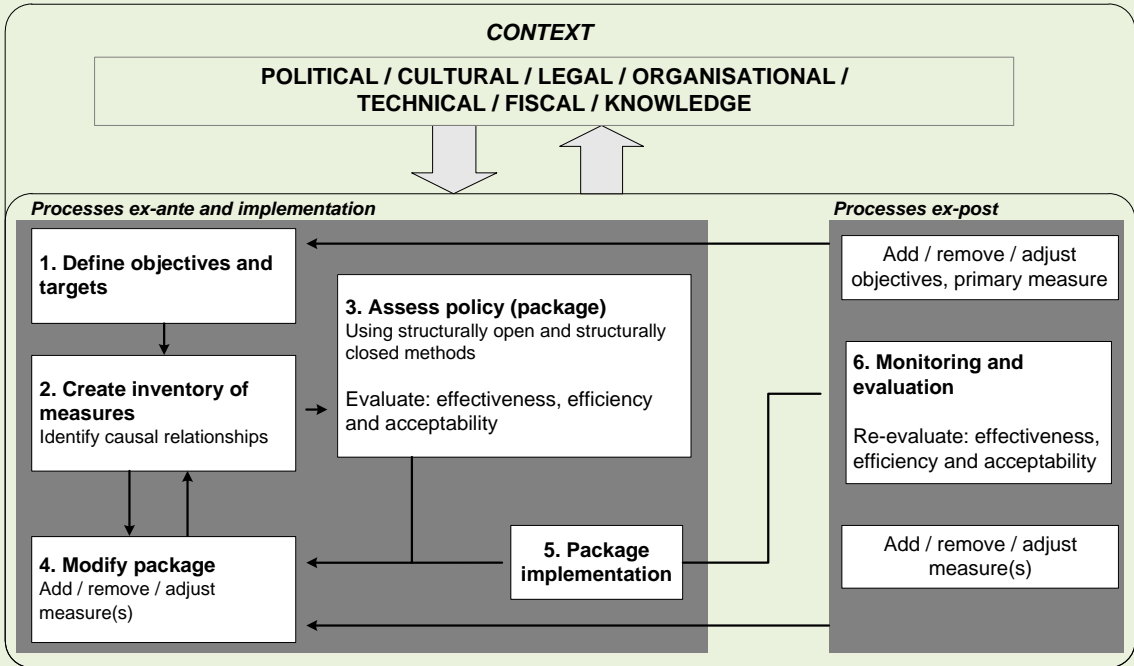 CONTEXT
POLITICAL / CULTURAL / LEGAL / ORGANISATIONAL /
TECHNICAL / FISCAL / KNOWLEDGE
Processes ex-ante and implementation
1. Define objectives and
targets
2. Create inventory of
measures
Identify causal relationships
3. Assess policy (package)
Using structurally open and structurally
closed methods
Evaluate: effectiveness, efficiency
and acceptability
4. Modify package
Add / remove / adjust
measure(s)
5. Package
implementation
Processes ex-post
Add / remove / adjust
objectives, primary measure
6. Monitoring and
evaluation
Re-evaluate: effectiveness,
efficiency and acceptability
Add / remove / adjust
measure(s)